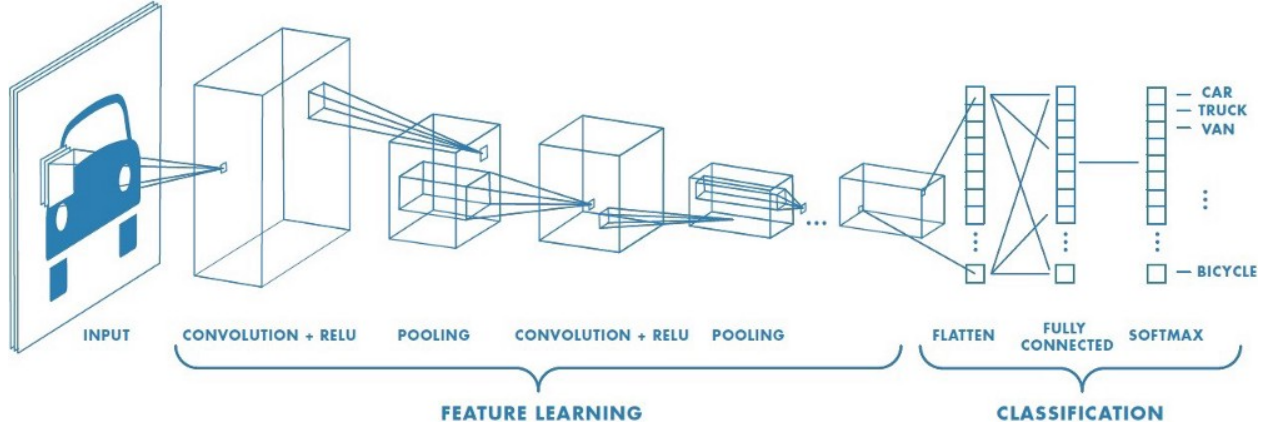 CAR
TRUCK
VAN
BICYCLE
INPUT
CONVOLUTION + RELU
POOLING
CONVOLUTION + RELU
POOLING
FLATTEN
FULLY
CONNECTED
SOFTMAX
FEATURE LEARNING
CLASSIFICATION